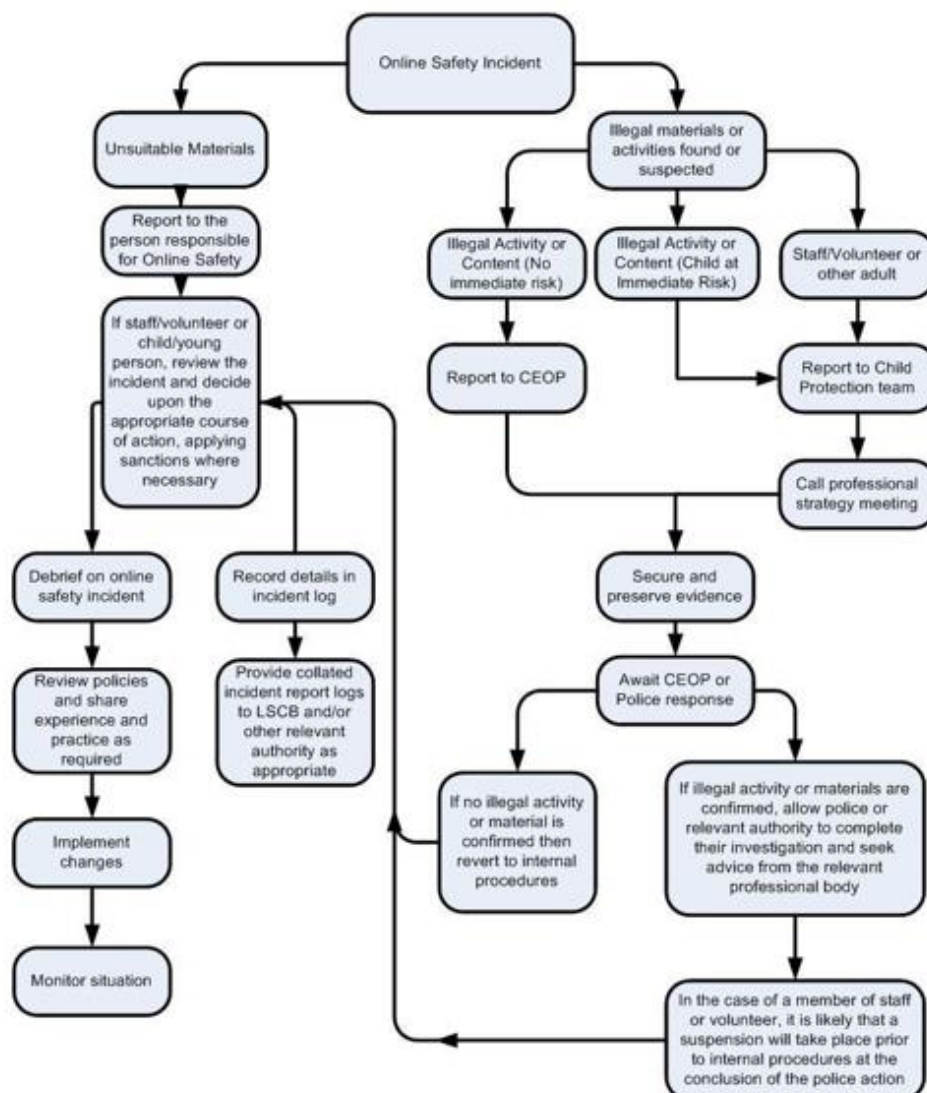 Online Safety Incident
Unsuitable Materials
Report to the
person responsible
for Online Safety
If staff/volunteer or
child/young
person, review the
incident and decide
upon the
appropriate course
of action, applying
sanctions where
necessary
Debrief on online
safety incident
Review policies
and share
experience and
practice as
required
Implement
changes
Monitor situation
Record details in
incident log
Provide collated
incident report logs
to LSCB and/or
other relevant
authority as
appropriate
Illegal materials or
activities found or
suspected
Illegal Activity or
Content (No
immediate risk)
Illegal Activity or
Content (Child at
Immediate Risk)
Staff/Volunteer or
other adult
Report to CEOP
Report to Child
Protection team
Call professional
strategy meeting
Secure and
preserve evidence
Await CEOP or
Police response
If no illegal activity
or material is
confirmed then
revert to internal
procedures
If illegal activity or materials are
confirmed, allow police or
relevant authority to complete
their investigation and seek
advice from the relevant
professional body
In the case of a member of staff
or volunteer, it is likely that a
suspension will take place prior
to internal procedures at the
conclusion of the police action